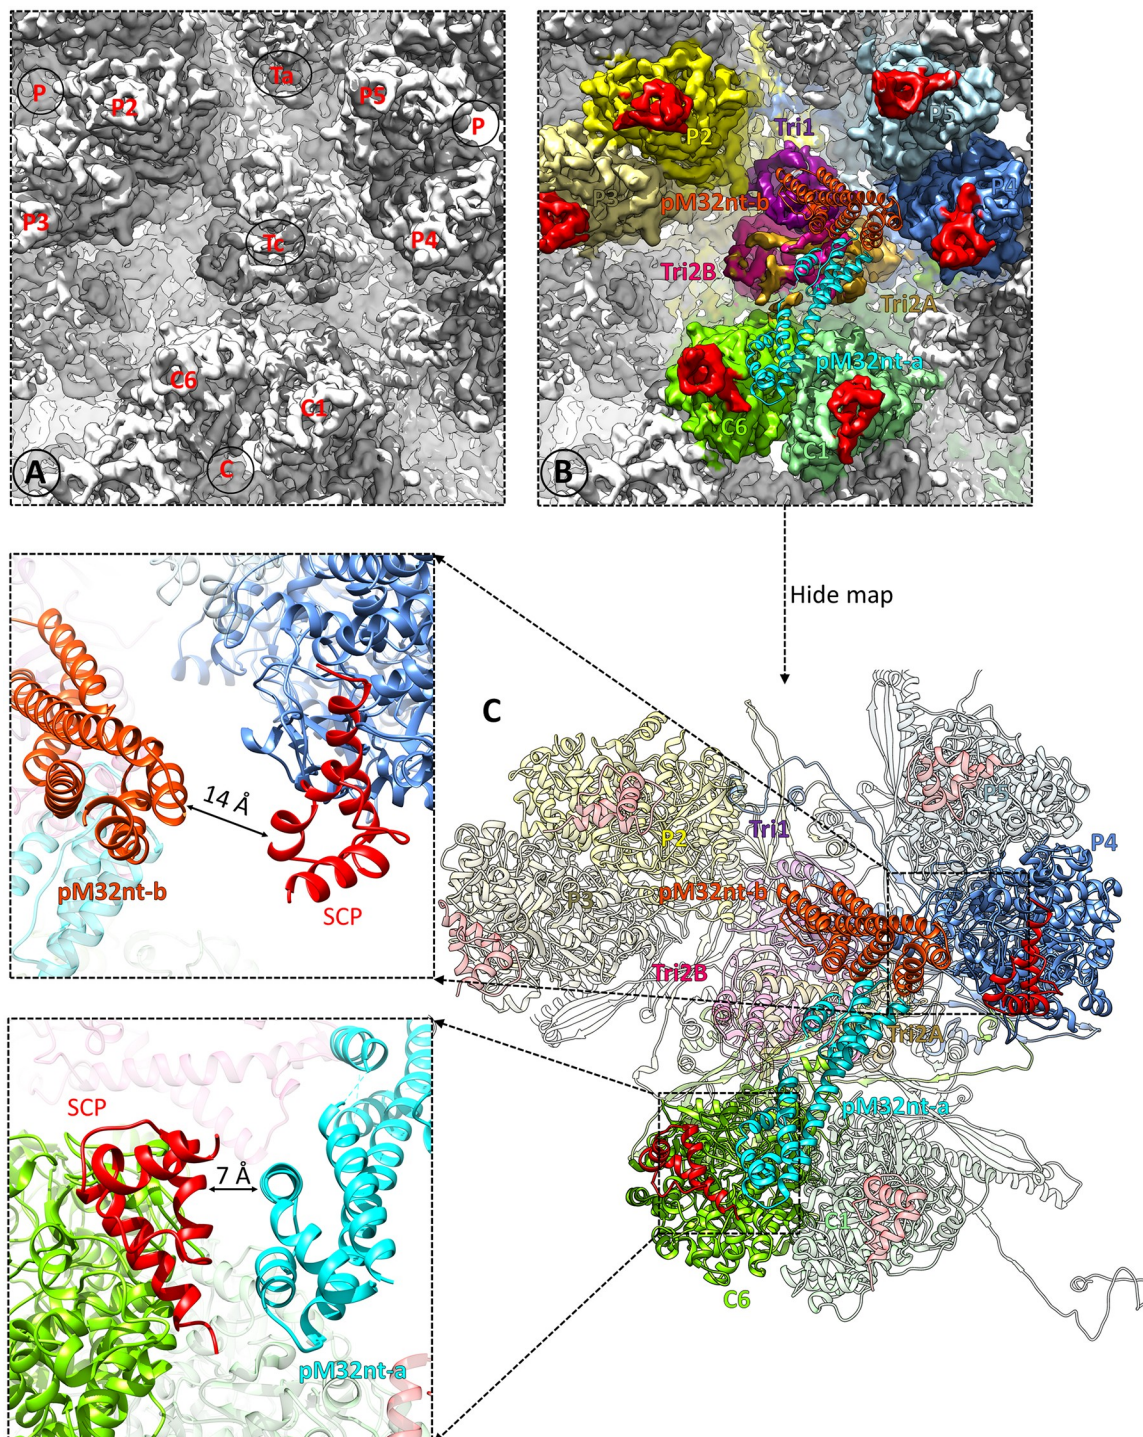 P
P2
Ta
P5
P
P3
Tc
P4
C6
C1
A
C
P2
Tri1
P5
P3
pM32nt-b
P4
Tri2B
Tri2A
pM32nt-a
C6
C1
B
Hide map
14 Å
pM32nt-b
SCP
C
P5
Tri1
P2
P4
P3
pM32nt-b
Tri2B
Tri2A
pM32nt-a
C1
C6
SCP
7 Å
pM32nt-a